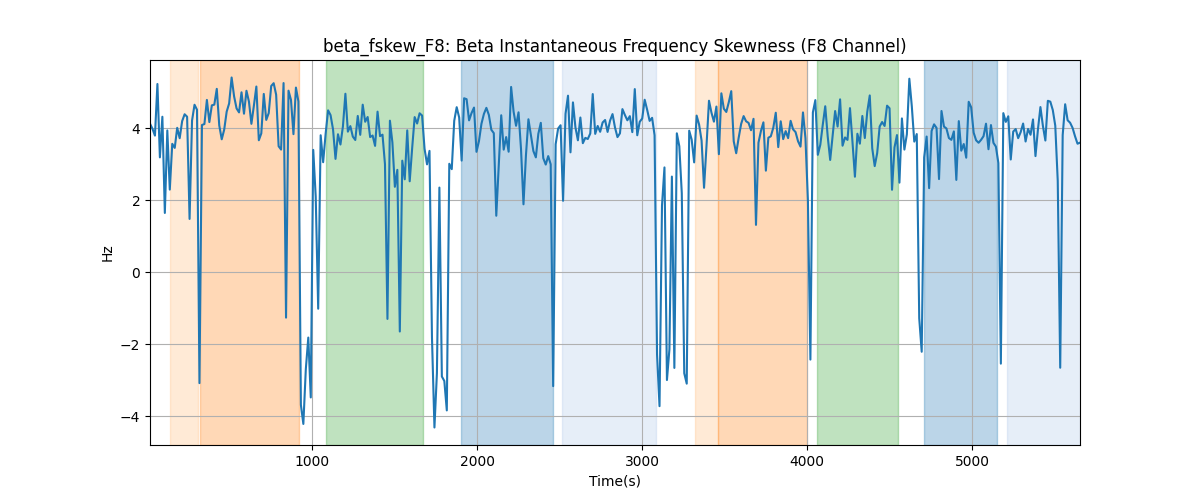 beta_fskew_F8: Beta Instantaneous Frequency Skewness (F8 Channel)
4
2
0
−2
−4
Hz
1000 2000 3000 4000 5000
Time(s)